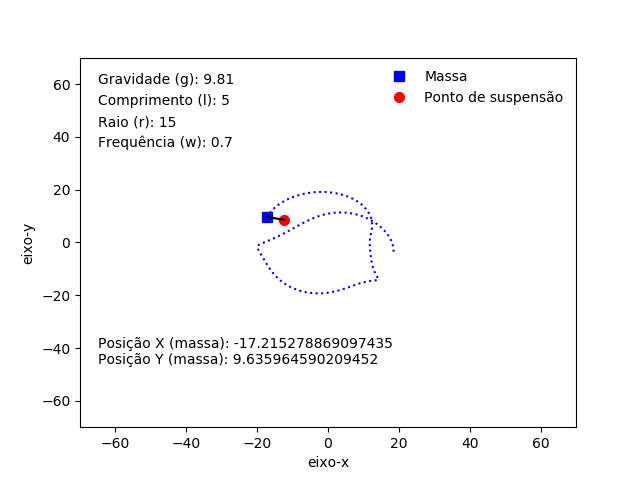 Gravidade (g): 9.81
Comprimento (l): 5
Raio (r): 15
Frequência (w): 0.7
Massa
Ponto de suspensão
60
40
20
0
−20
−40
−60
eixo-y
Posição X (massa): -17.215278869097435
Posição Y (massa): 9.635964590209452
−60 −40 −20 0 20 40 60
eixo-x